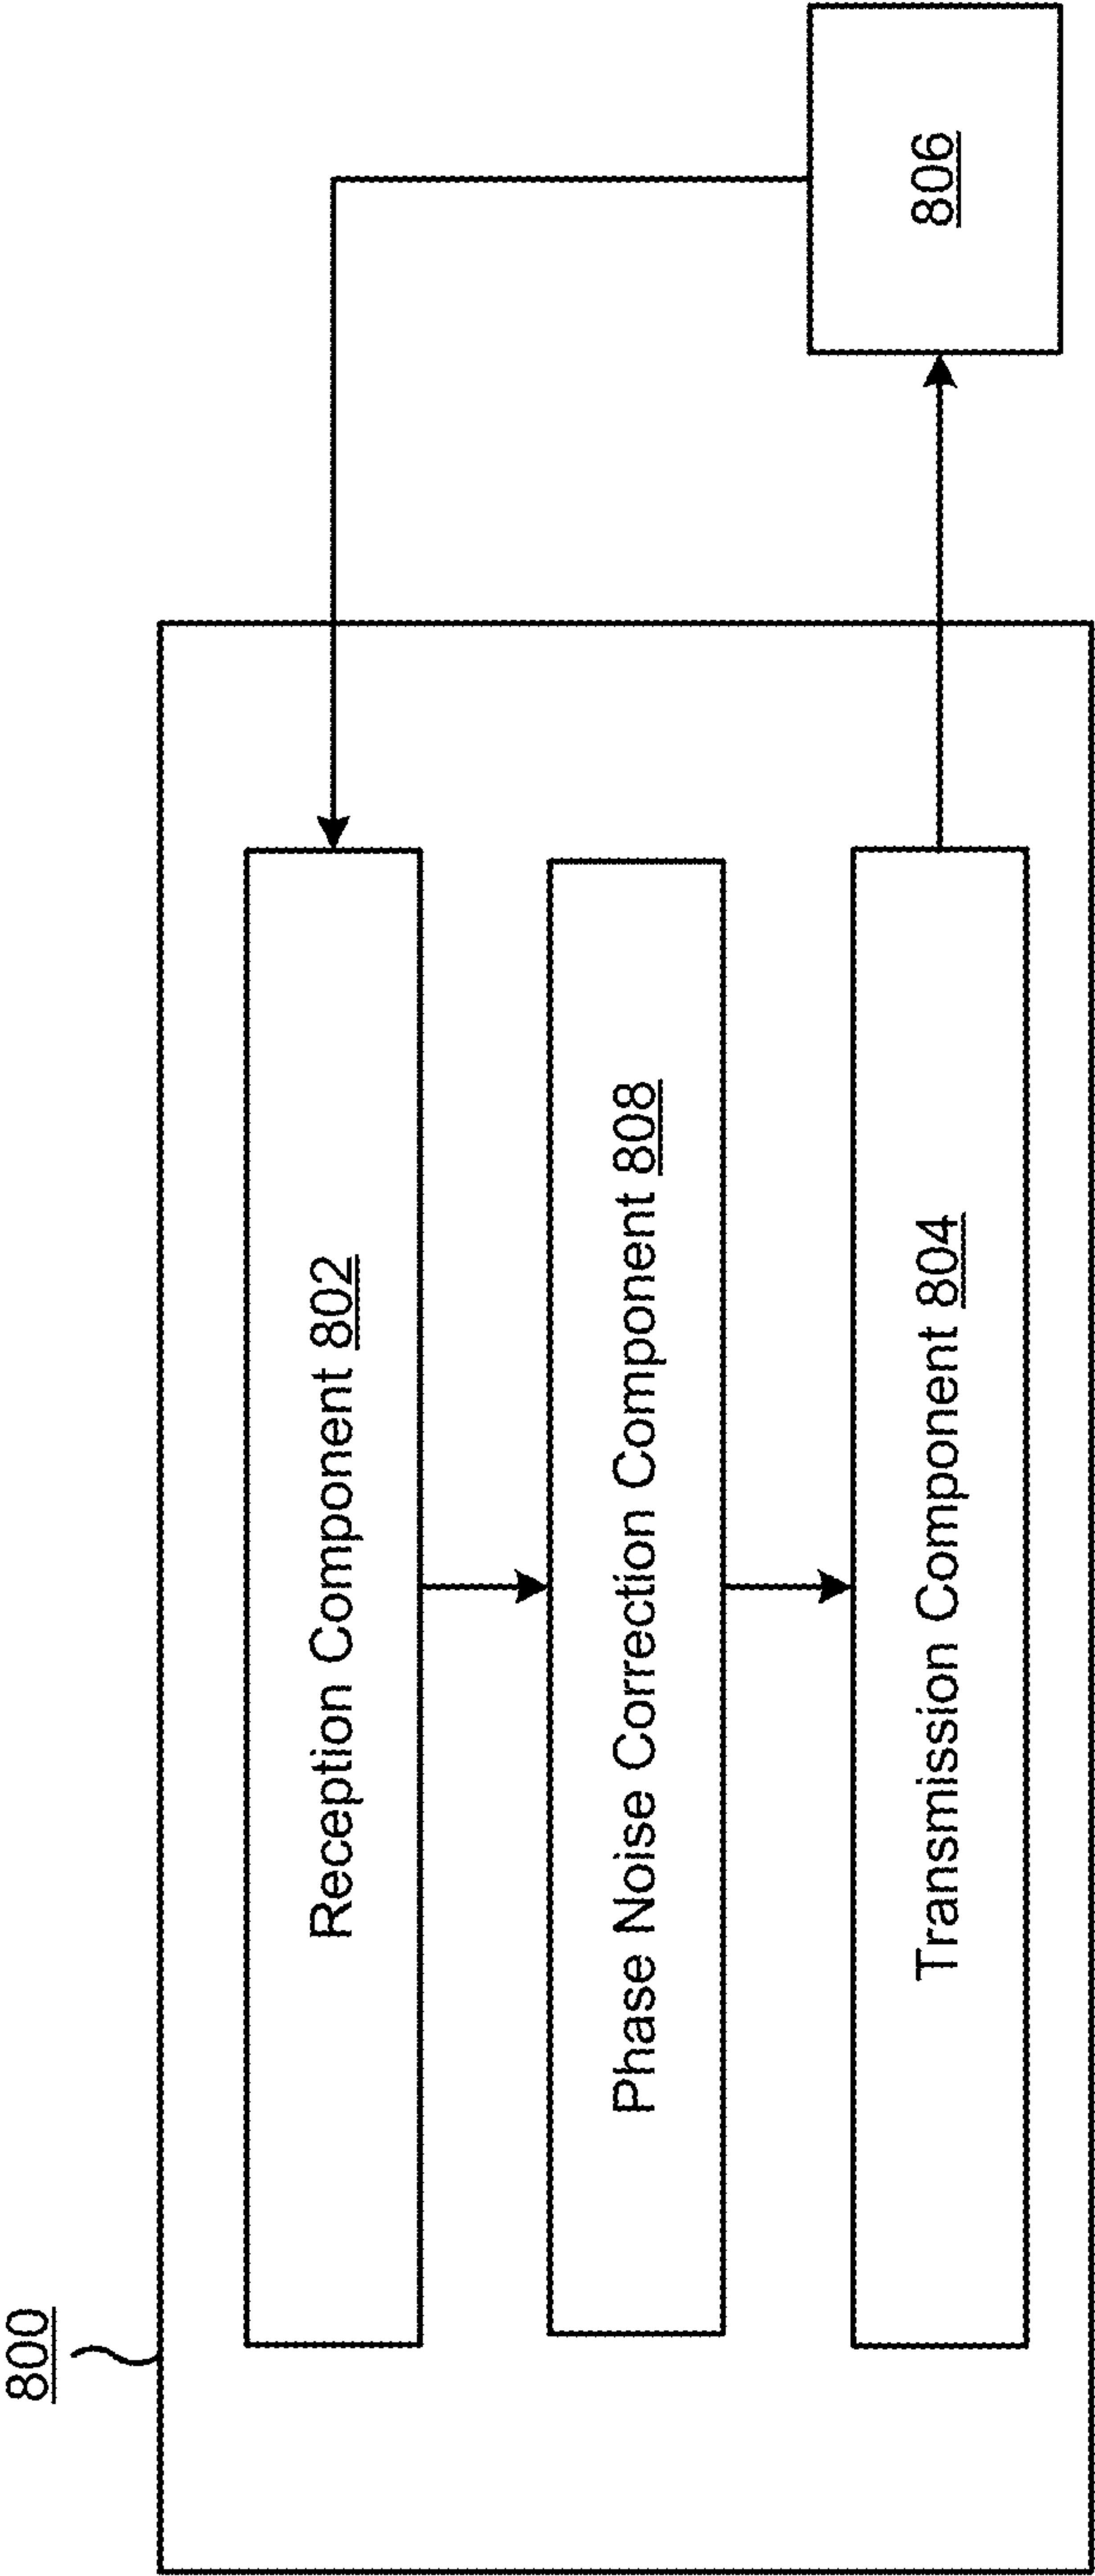 800
Reception Component 802
Phase Noise Correction Component 808
Transmission Component 804
806